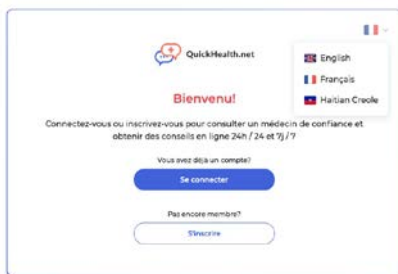 QuickHealth.net
English
Français
Haitian Creole
Bienvenu!
Connectez-vous ou inscrivez-vous pour consulter un médecin de confiance et
obtenir des conseils en ligne 24h / 24 et 7j / 7
Vous avez déjà un compte?
Se connecter
Pas encore membre?
S'inscrire